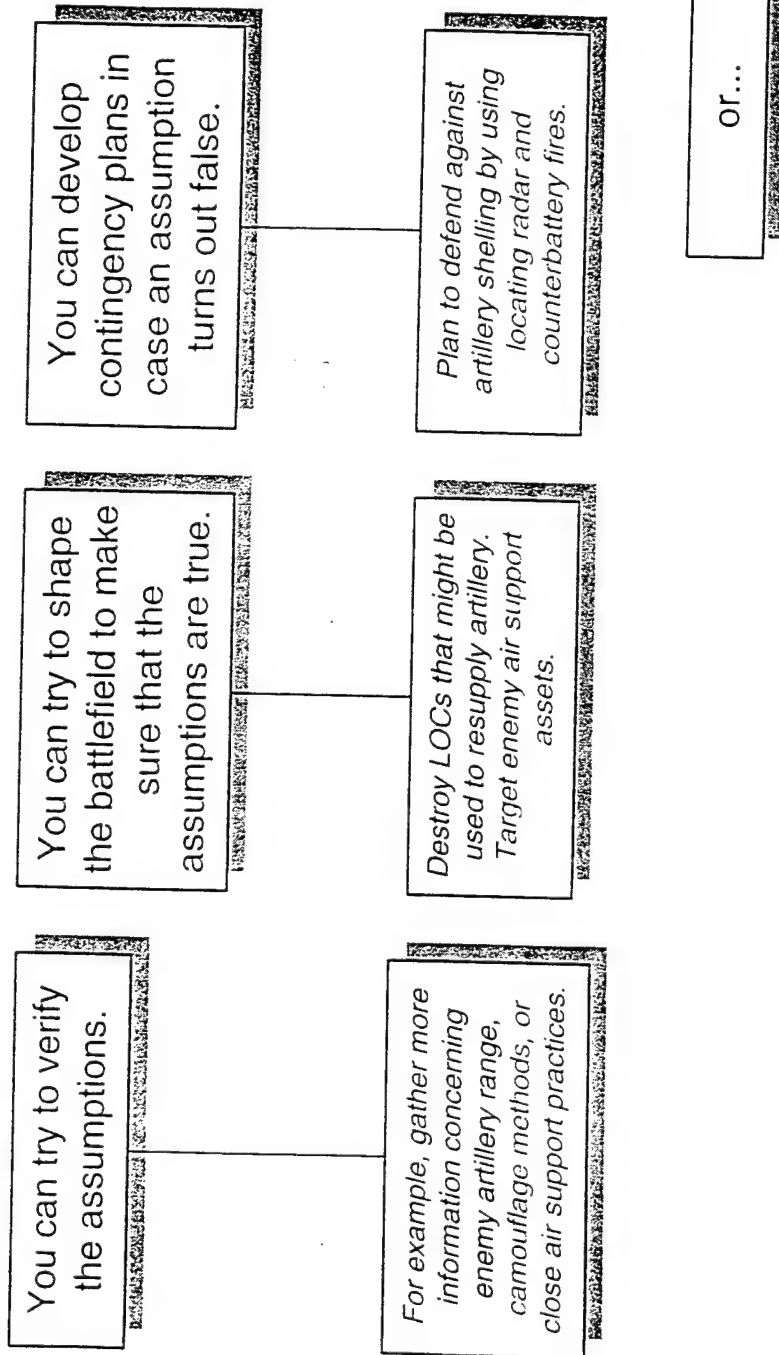 You can try to verify
the assumptions.
For example, gather more
information concerning
enemy artillery range,
camouflage methods, or
close air support practices.
You can try to shape
the battlefield to make
sure that the
assumptions are true.
Destroy LOCs that might be
used to resupply artillery.
Target enemy air support
assets.
You can develop
contingency plans in
case an assumption
turns out false.
Plan to defend against
artillery shelling by using
locating radar and
counterbattery fires.
or...